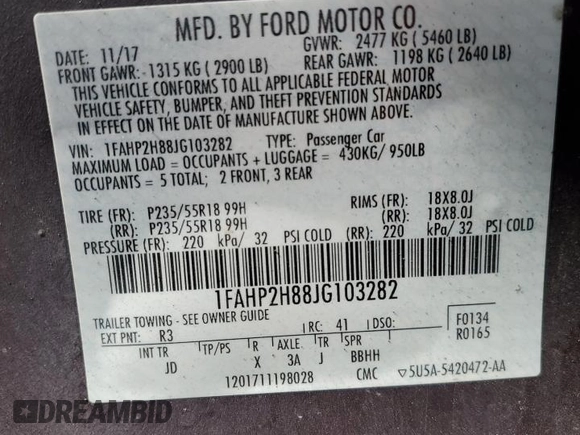 MFD. BY FORD MOTOR CO.
DATE: 11/17
GVWR: 2477 KG ( 5460 LB)
FRONT GAWR: 1315 KG ( 2900 LB)
REAR GAWR: 1198 KG ( 2640 LB)
THIS VEHICLE CONFORMS TO ALL APPLICABLE FEDERAL MOTOR
VEHICLE SAFETY, BUMPER, AND THEFT PREVENTION STANDARDS
IN EFFECT ON THE DATE OF MANUFACTURE SHOWN ABOVE.
VIN: 1FAHP2H88JG103282 TYPE: Passenger Car
MAXIMUM LOAD = OCCUPANTS + LUGGAGE = 430KG/ 950LB
OCCUPANTS = 5 TOTAL; 2 FRONT, 3 REAR
TIRE (FR): P235/55R18 99H RIMS (FR): 18X8.0J
(RR): P235/55R18 99H (RR): 18X8.0J
PRESSURE (FR): 220 kPa/ 32 PSI COLD (RR): 220 kPa/ 32 PSI COLD
1FAHP2H88JG103282
TRAILER TOWING - SEE OWNER GUIDE
EXT PNT: R3 RC: 41 DSO: F0134
R0165
INT TR TP/PS R AXLE TR SPR
JD X 3A J BBHH
1201711198028 CMC ▽5U5A-5420472-AA
DREAMBID